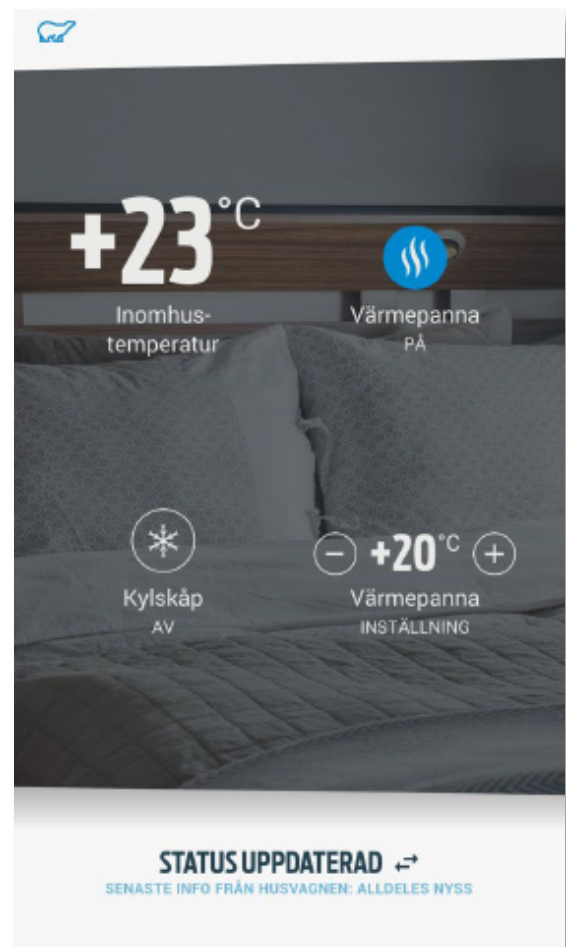 +23°C
Inomhus-
temperatur
Värmepanna
PÅ
Kylskåp
AV
− +20°C +
Värmepanna
INSTÄLLNING
STATUS UPPDATERAD
SENASTE INFO FRÅN HUSVAGNEN: ALLDELES NYSS